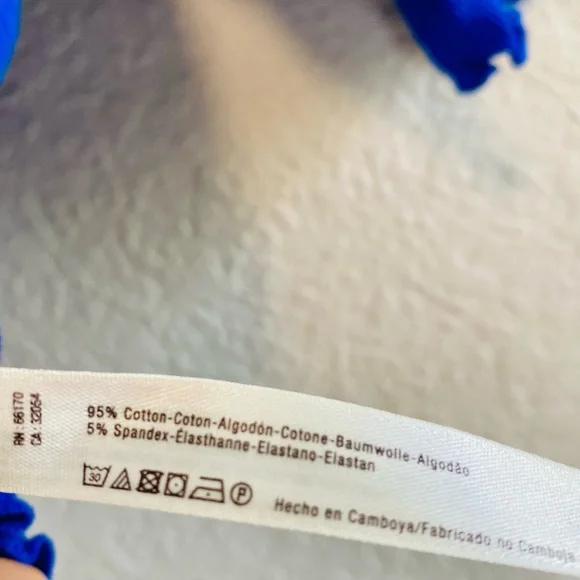 RN: 66170
CA: 32054
95% Cotton-Coton-Algodón-Cotone-Baumwolle-Algodão
5% Spandex-Élasthanne-Elastano-Elastan
30
P
Hecho en Camboya/Fabricado no Camboja